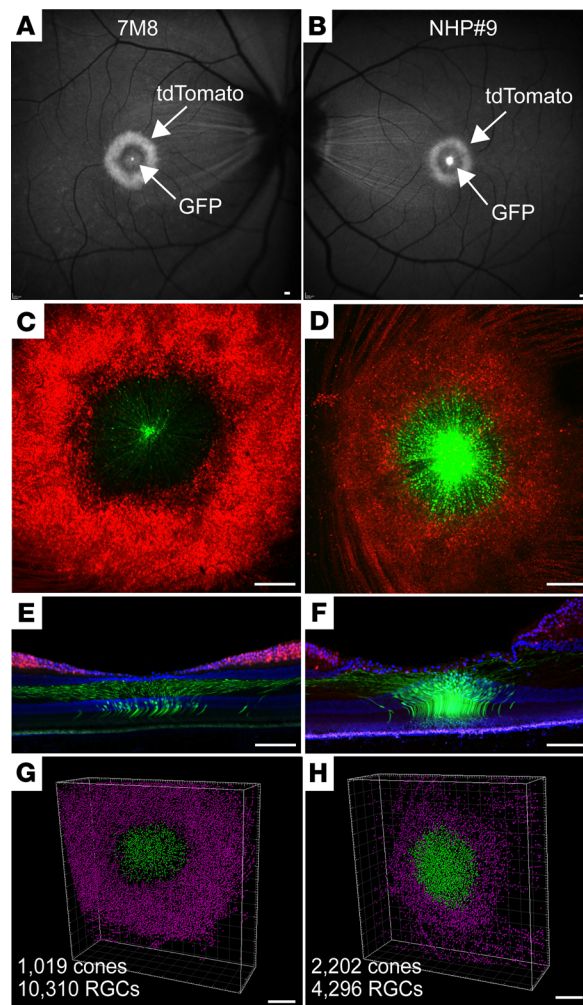 A
7M8
tdTomato
GFP
B
NHP#9
tdTomato
GFP
C
D
E
F
G
1,019 cones
10,310 RGCs
H
2,202 cones
4,296 RGCs